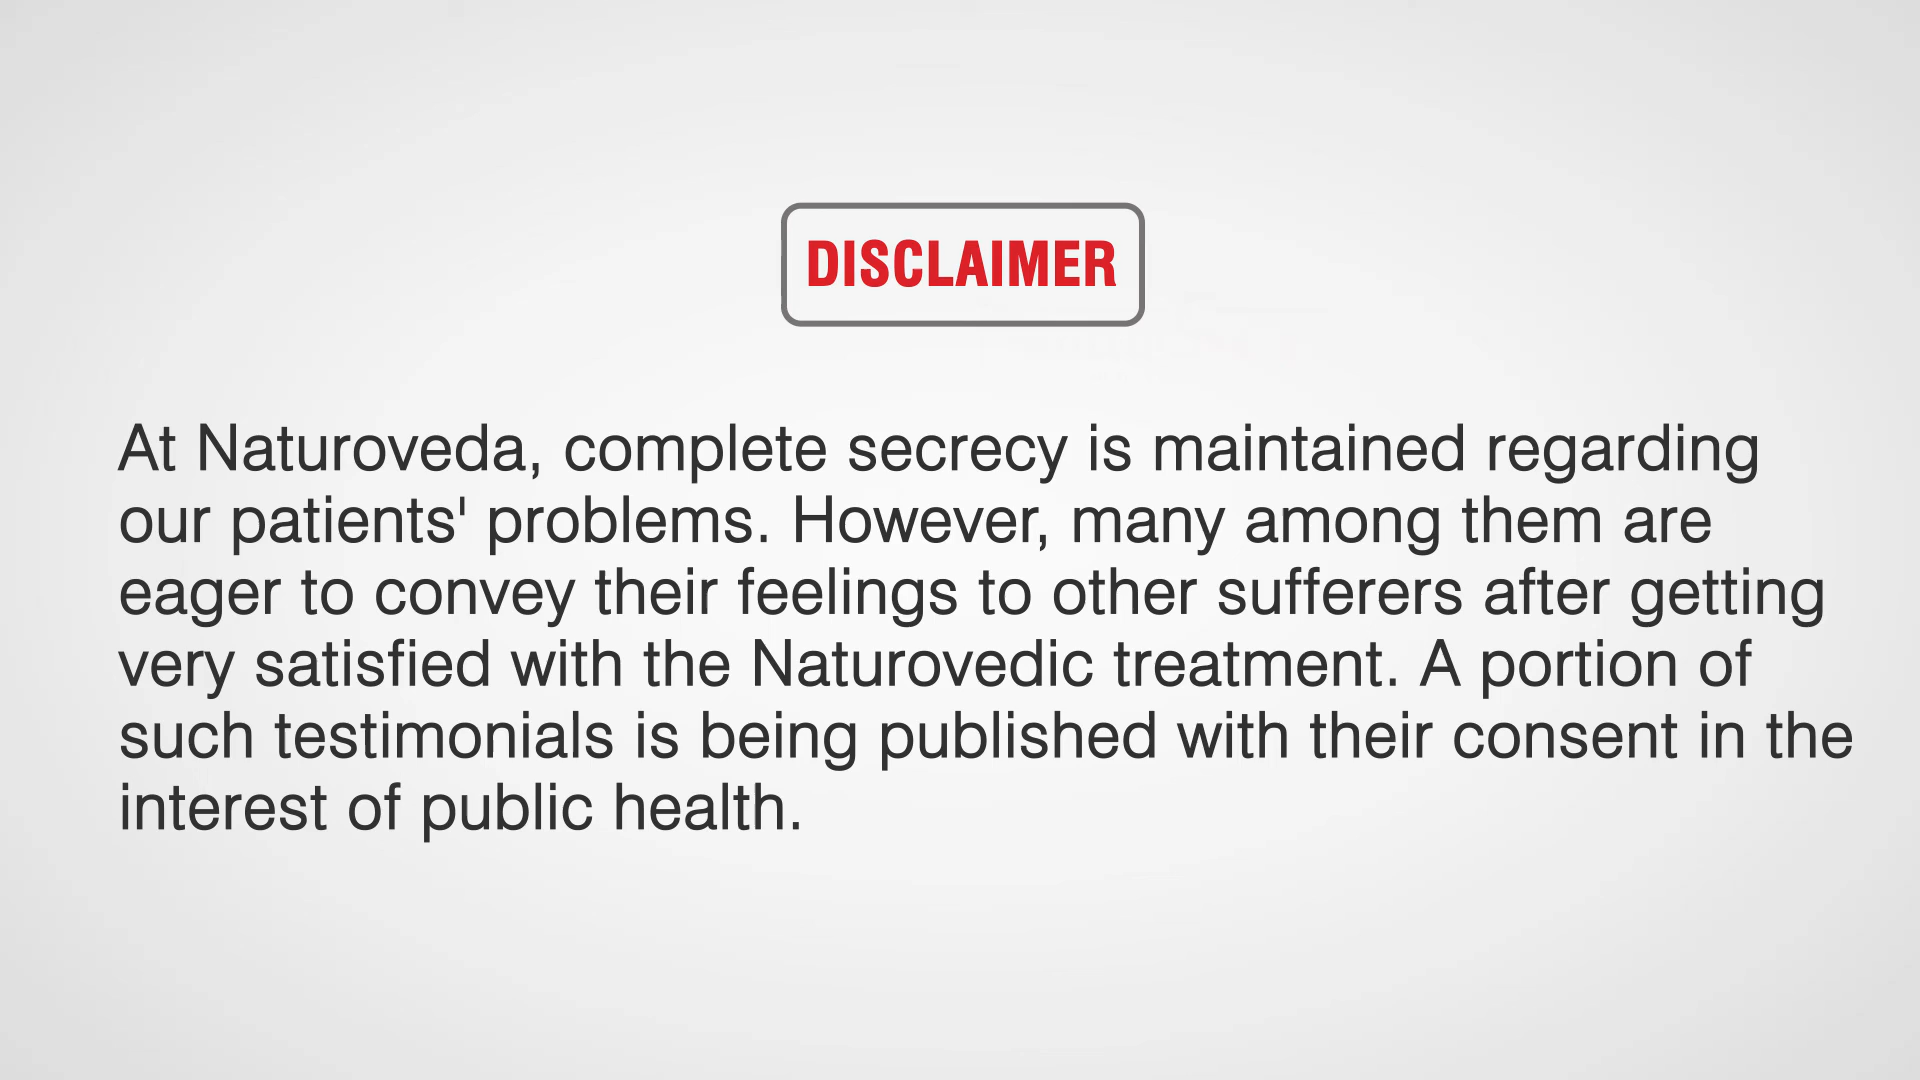 DISCLAIMER
At Naturoveda, complete secrecy is maintained regarding
our patients' problems. However, many among them are
eager to convey their feelings to other sufferers after getting
very satisfied with the Naturovedic treatment. A portion of
such testimonials is being published with their consent in the
interest of public health.